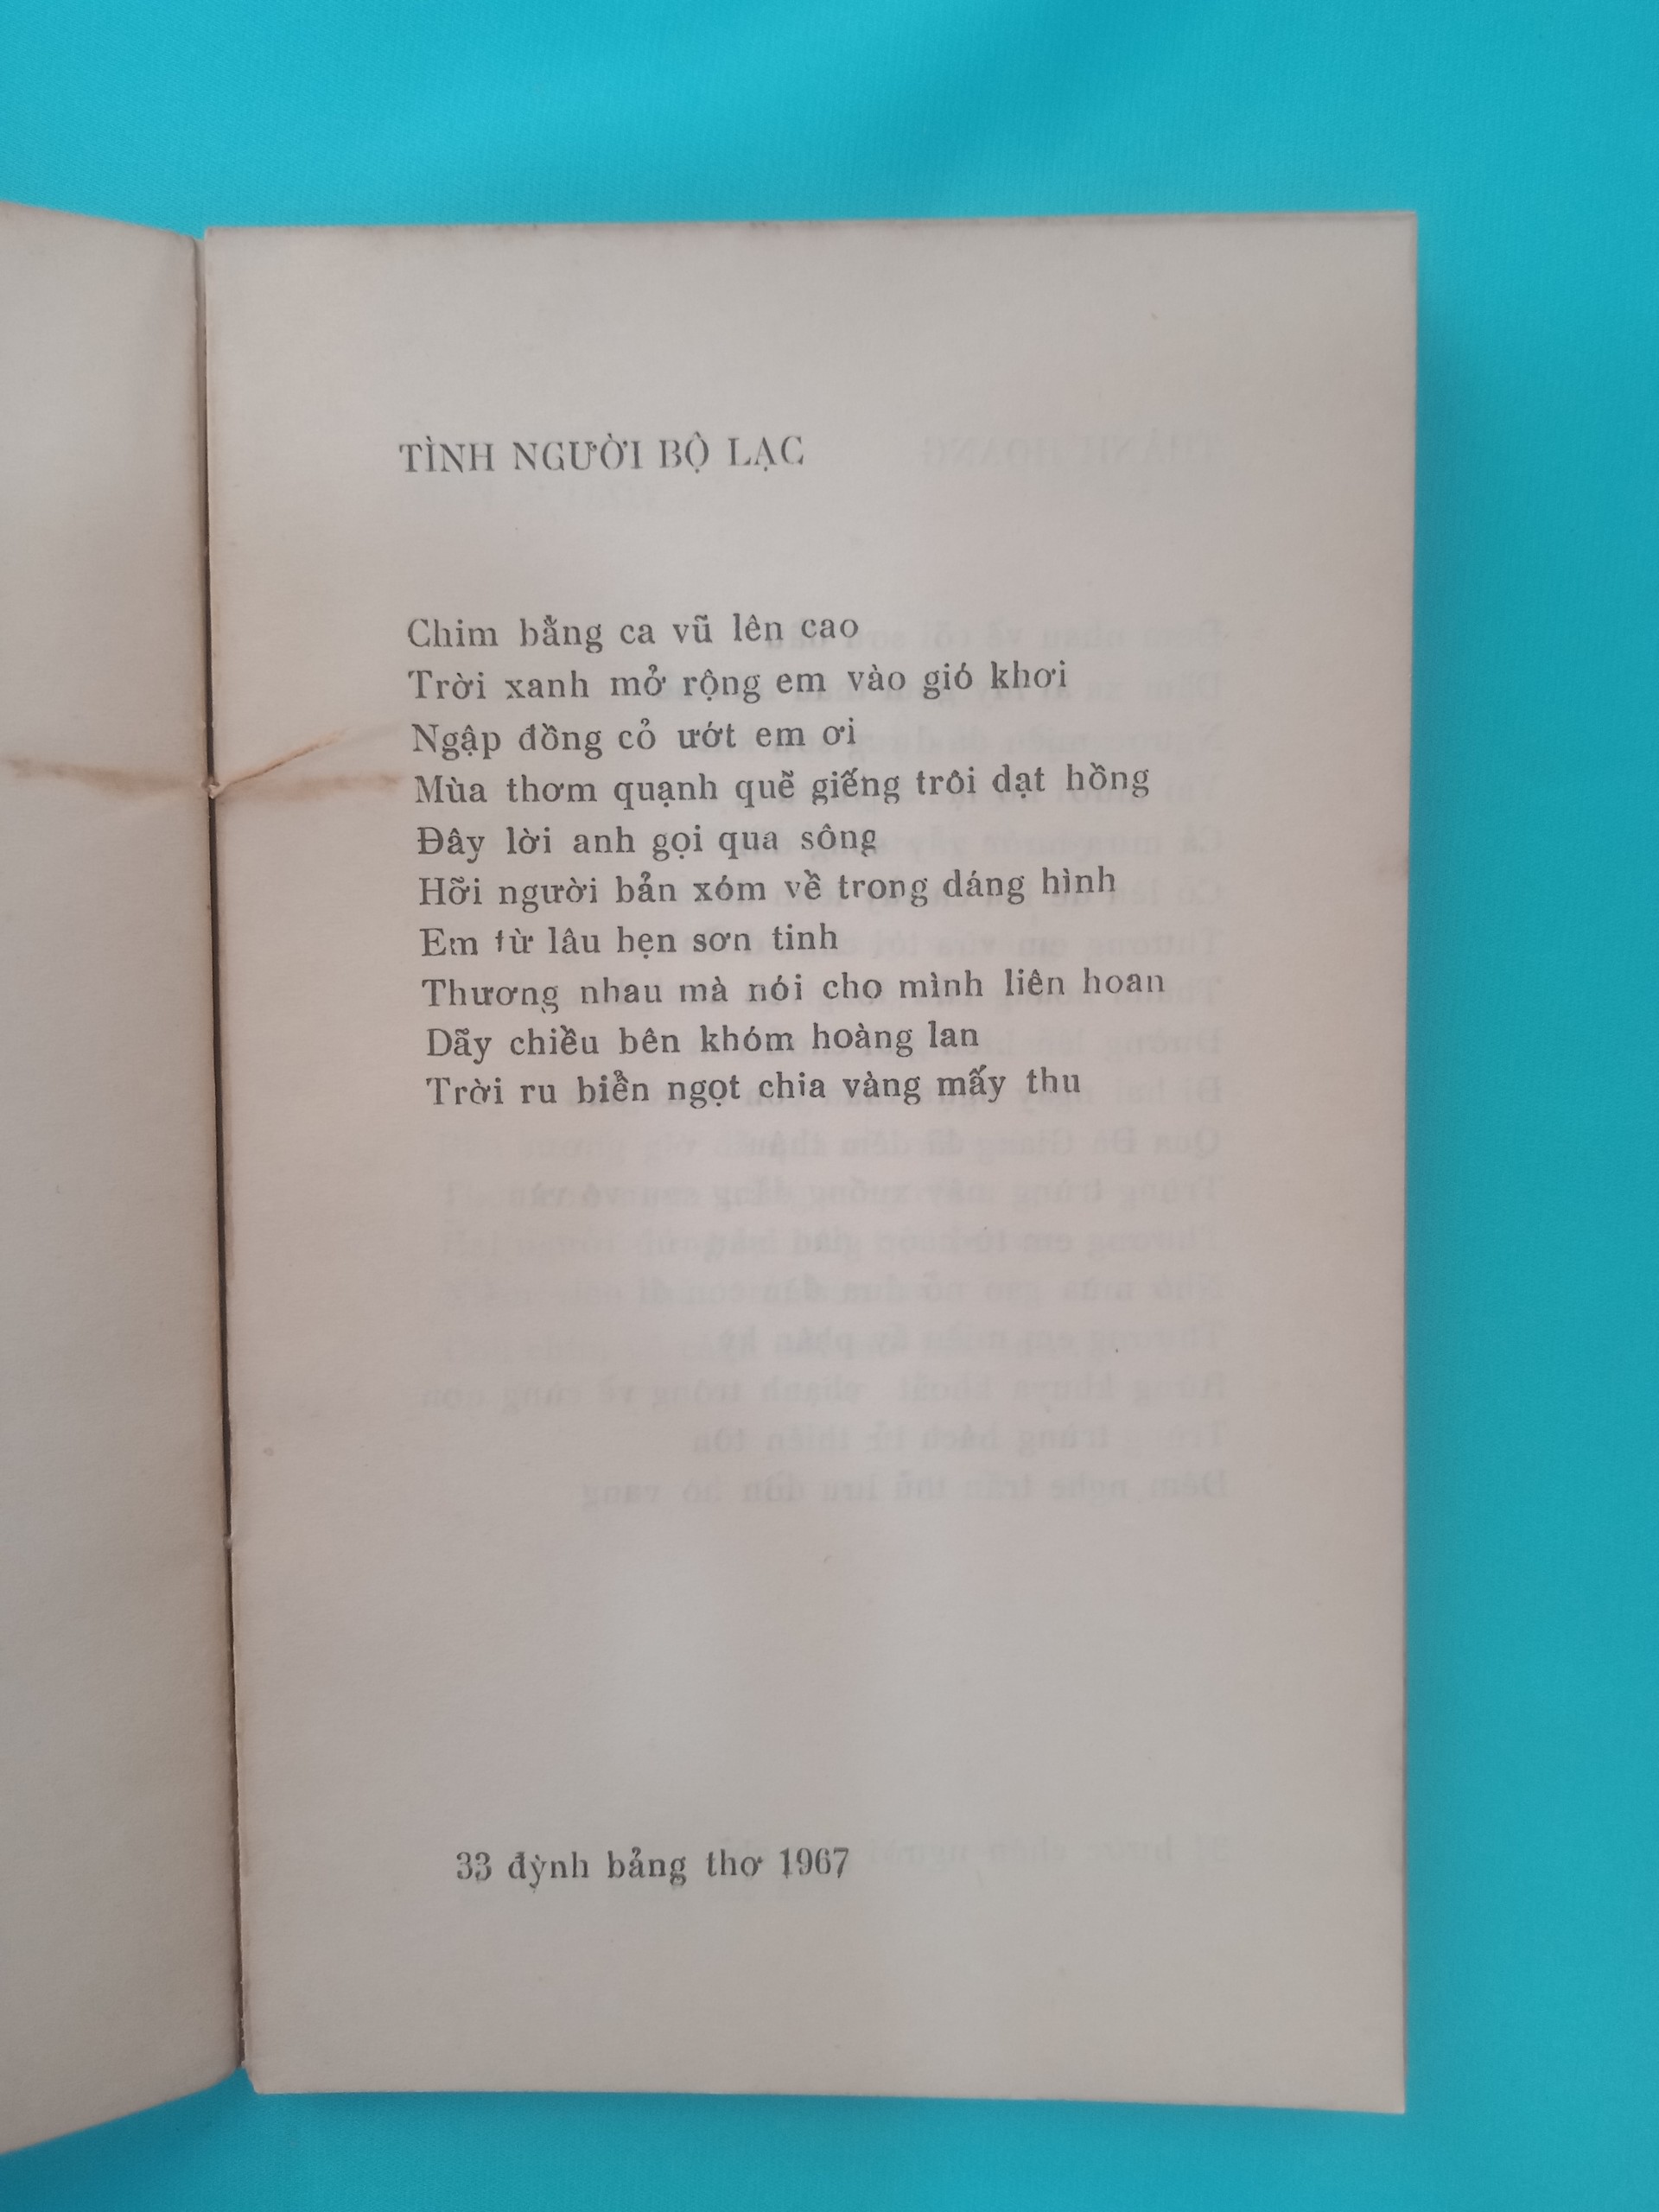 TÌNH NGƯỜI BỘ LẠC
Chim bằng ca vũ lên cao
Trời xanh mở rộng em vào gió khơi
Ngập đồng cỏ ướt em ơi
Mùa thơm quạnh quẽ giếng trôi dạt hồng
Đây lời anh gọi qua sông
Hỡi người bản xóm về trong dáng hình
Em từ lâu hẹn sơn tinh
Thương nhau mà nói cho mình liên hoan
Dẫy chiều bên khóm hoàng lan
Trời ru biển ngọt chia vàng mấy thu
33 đỳnh bảng thơ 1967